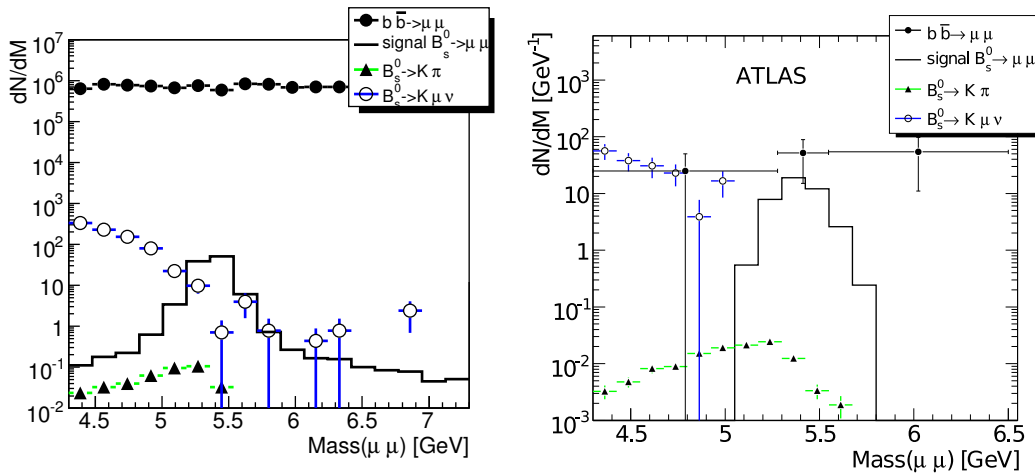 b b̅->μ μ
signal B⁰ₛ->μ μ
B⁰ₛ->K π
B⁰ₛ->K μ ν
dN/dM
10⁷
10⁶
10⁵
10⁴
10³
10²
10
1
10⁻¹
10⁻²
4.5 5 5.5 6 6.5 7
Mass(μ μ) [GeV]
b b̅→ μ μ
signal B⁰ₛ→ μ μ
B⁰ₛ→ K π
B⁰ₛ→ K μ ν
ATLAS
dN/dM [GeV⁻¹]
10³
10²
10
1
10⁻¹
10⁻²
10⁻³
4.5 5 5.5 6 6.5
Mass(μ μ) [GeV]